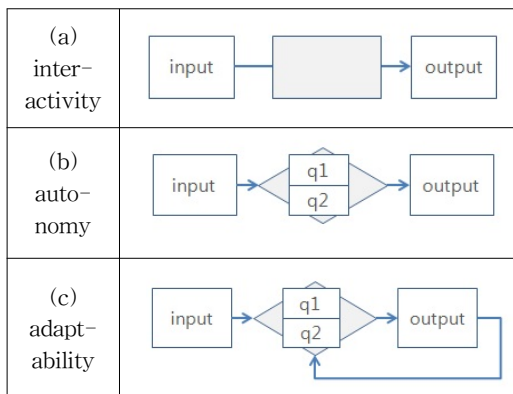 (a)
inter-
activity
input
output
(b)
auto-
nomy
input
q1
q2
output
(c)
adapt-
ability
input
q1
q2
output